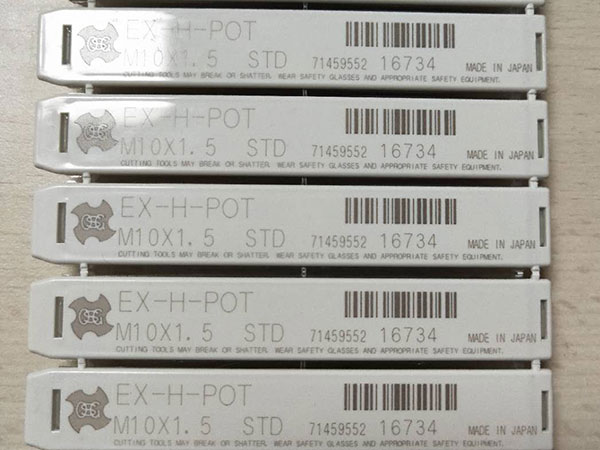 EX-H-POT
M10X1.5 STD 71459552 16734 MADE IN JAPAN
CUTTING TOOLS MAY BREAK OR SHATTER. WEAR SAFETY GLASSES AND APPROPRIATE SAFETY EQUIPMENT.
EX-H-POT
M10X1.5 STD 71459552 16734 MADE IN JAPAN
CUTTING TOOLS MAY BREAK OR SHATTER. WEAR SAFETY GLASSES AND APPROPRIATE SAFETY EQUIPMENT.
EX-H-POT
M10X1.5 STD 71459552 16734 MADE IN JAPAN
CUTTING TOOLS MAY BREAK OR SHATTER. WEAR SAFETY GLASSES AND APPROPRIATE SAFETY EQUIPMENT.
EX-H-POT
M10X1.5 STD 71459552 16734 MADE IN JAPAN
CUTTING TOOLS MAY BREAK OR SHATTER. WEAR SAFETY GLASSES AND APPROPRIATE SAFETY EQUIPMENT.
EX-H-POT
M10X1.5 STD 71459552 16734 MADE IN JAPAN
CUTTING TOOLS MAY BREAK OR SHATTER. WEAR SAFETY GLASSES AND APPROPRIATE SAFETY EQUIPMENT.